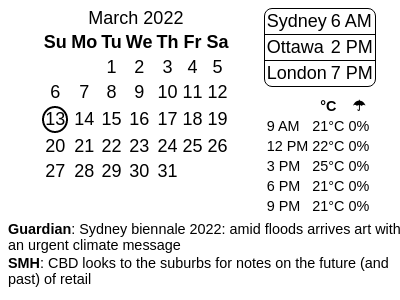 March 2022
Su Mo Tu We Th Fr Sa
1 2 3 4 5
6 7 8 9 10 11 12
13 14 15 16 17 18 19
20 21 22 23 24 25 26
27 28 29 30 31
Sydney 6 AM
Ottawa 2 PM
London 7 PM
°C ☂
9 AM 21°C 0%
12 PM 22°C 0%
3 PM 25°C 0%
6 PM 21°C 0%
9 PM 21°C 0%
Guardian: Sydney biennale 2022: amid floods arrives art with
an urgent climate message
SMH: CBD looks to the suburbs for notes on the future (and
past) of retail